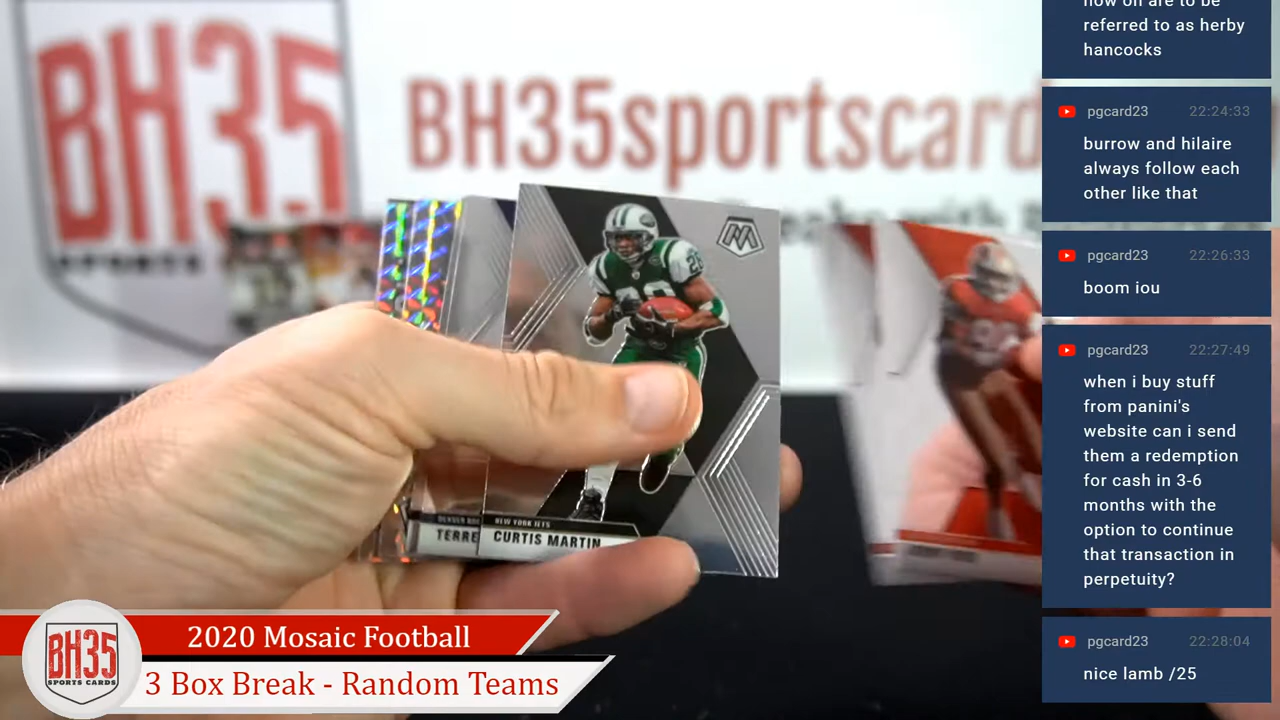 BH35
SPORTS
BH35sportscard
now on are to be
referred to as herby
hancocks
pgcard23 22:24:33
burrow and hilaire
always follow each
other like that
pgcard23 22:26:33
boom iou
pgcard23 22:27:49
when i buy stuff
from panini's
website can i send
them a redemption
for cash in 3-6
months with the
option to continue
that transaction in
perpetuity?
pgcard23 22:28:04
nice lamb /25
28
NEW YORK JETS
TERRE CURTIS MARTIN
BH35
SPORTS CARDS
2020 Mosaic Football
3 Box Break - Random Teams